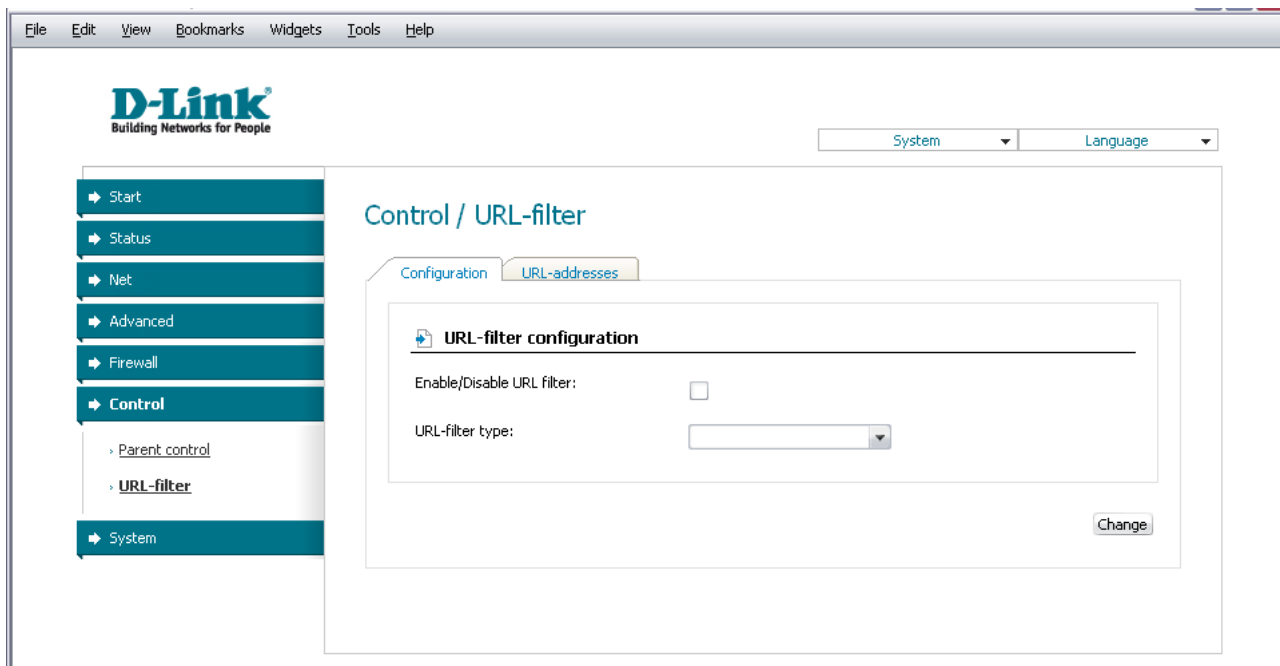 File Edit View Bookmarks Widgets Tools Help
D-Link®
Building Networks for People
System Language
Start
Status
Net
Advanced
Firewall
Control
Parent control
URL-filter
System
Control / URL-filter
Configuration URL-addresses
URL-filter configuration
Enable/Disable URL filter:
URL-filter type:
Change